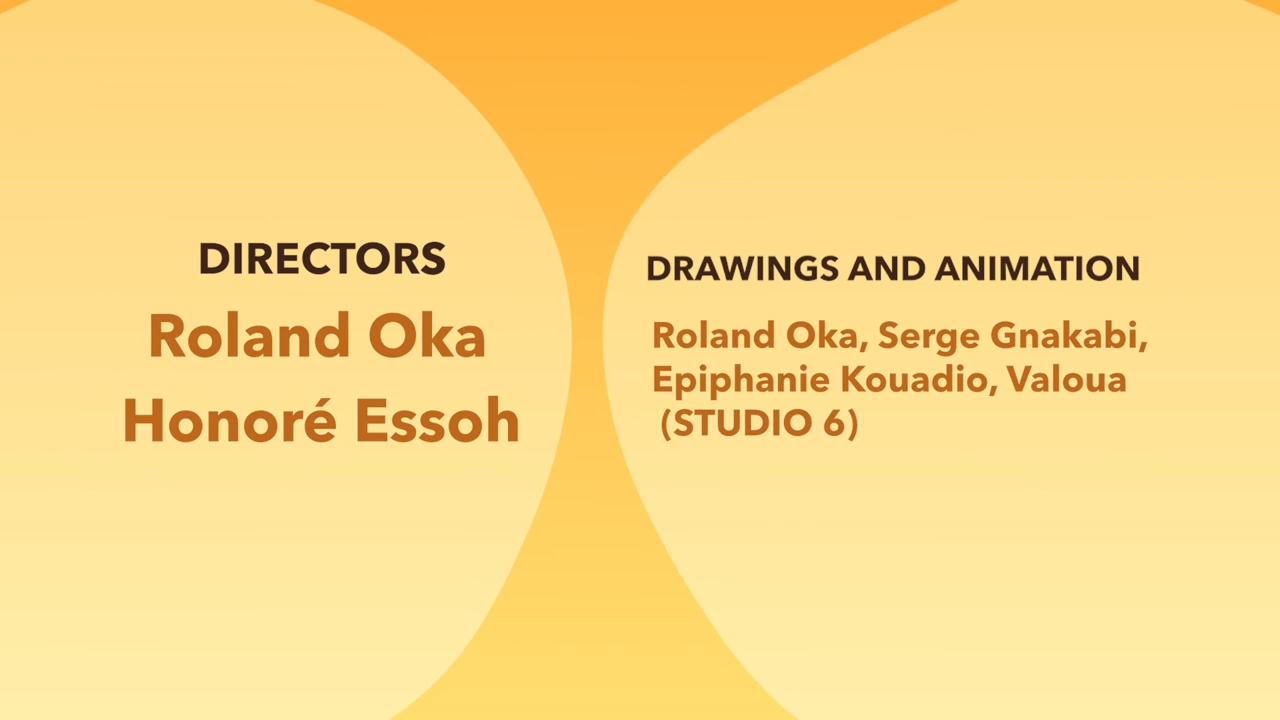 DIRECTORS
Roland Oka
Honoré Essoh
DRAWINGS AND ANIMATION
Roland Oka, Serge Gnakabi,
Epiphanie Kouadio, Valoua
(STUDIO 6)